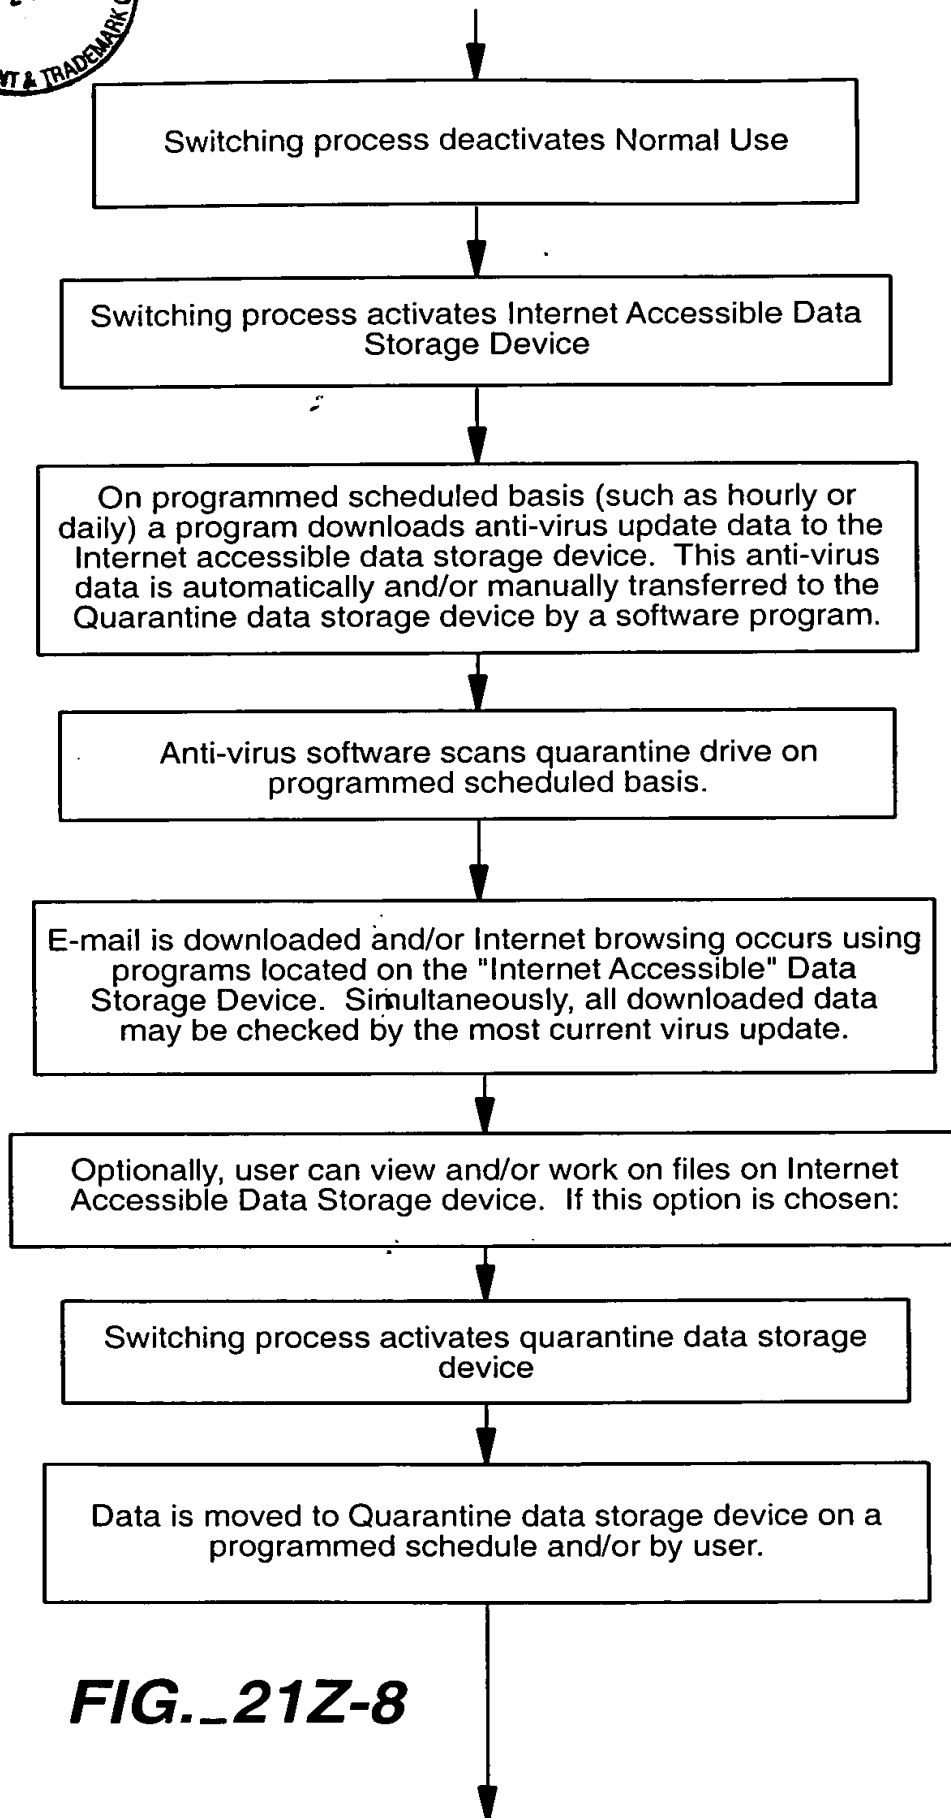 NT & TRADEMARK
Switching process deactivates Normal Use
Switching process activates Internet Accessible Data
Storage Device
On programmed scheduled basis (such as hourly or
daily) a program downloads anti-virus update data to the
Internet accessible data storage device.  This anti-virus
data is automatically and/or manually transferred to the
Quarantine data storage device by a software program.
Anti-virus software scans quarantine drive on
programmed scheduled basis.
E-mail is downloaded and/or Internet browsing occurs using
programs located on the "Internet Accessible" Data
Storage Device.  Simultaneously, all downloaded data
may be checked by the most current virus update.
Optionally, user can view and/or work on files on Internet
Accessible Data Storage device.  If this option is chosen:
Switching process activates quarantine data storage
device
Data is moved to Quarantine data storage device on a
programmed schedule and/or by user.
FIG._21Z-8